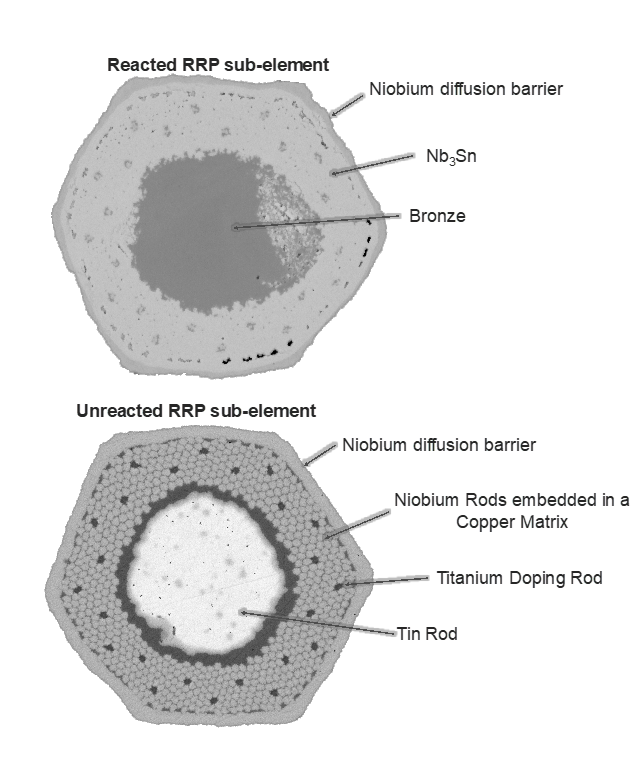 Reacted RRP sub-element
Niobium diffusion barrier
Nb₃Sn
Bronze
Unreacted RRP sub-element
Niobium diffusion barrier
Niobium Rods embedded in a
Copper Matrix
Titanium Doping Rod
Tin Rod